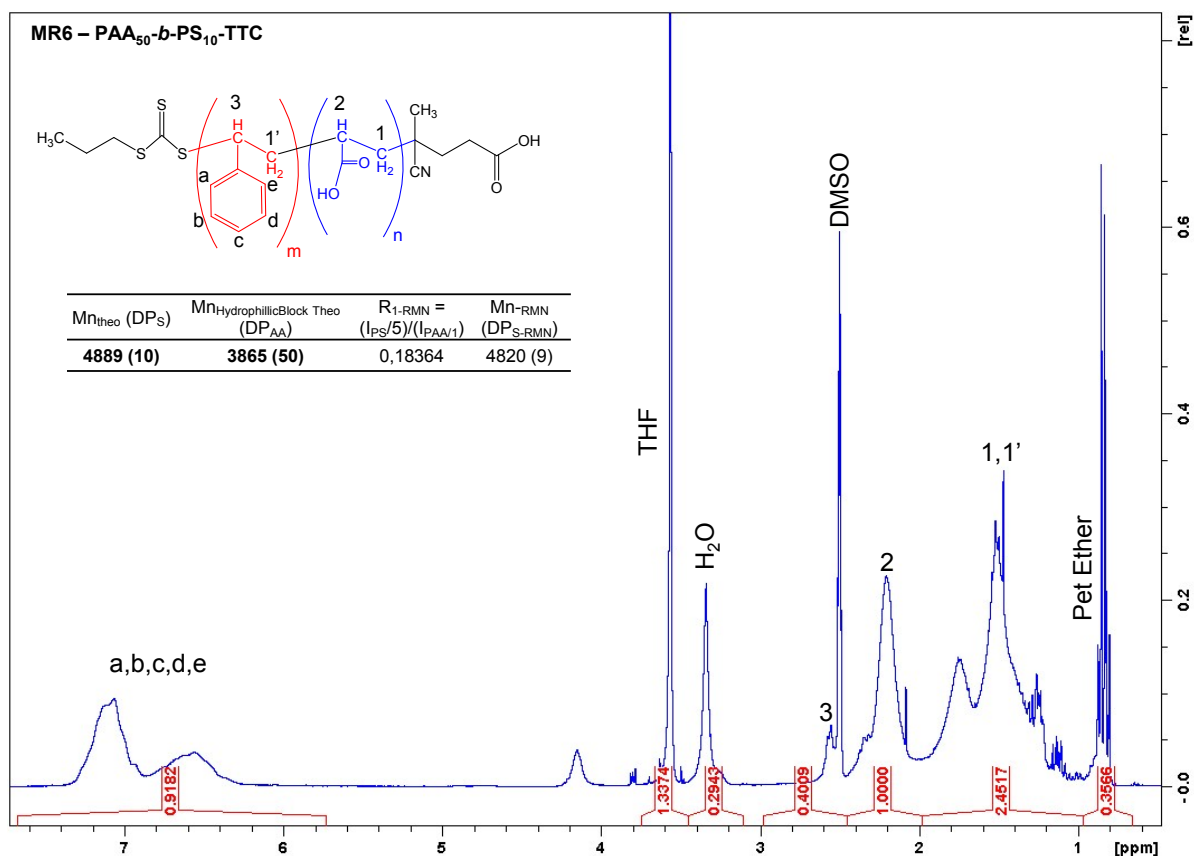 MR6 – PAA50-b-PS10-TTC
[rel]
3
2
S
H
1'
H
1
CH3
H3C
S
S
C
H2
C
H2
CN
OH
O
O
HO
a
e
b
d
c
m
n
Mntheo (DPS)
MnHydrophillicBlock Theo
(DPAA)
R1-RMN =
(IPS/5)/(IPAA/1)
Mn-RMN
(DPS-RMN)
4889 (10)
3865 (50)
0,18364
4820 (9)
a,b,c,d,e
THF
H2O
DMSO
3
2
1,1'
Pet Ether
0.6
0.4
0.2
- 0.0
0.9182
1.3374
0.2943
0.4009
1.0000
2.4517
0.3566
7
6
5
4
3
2
1
[ppm]